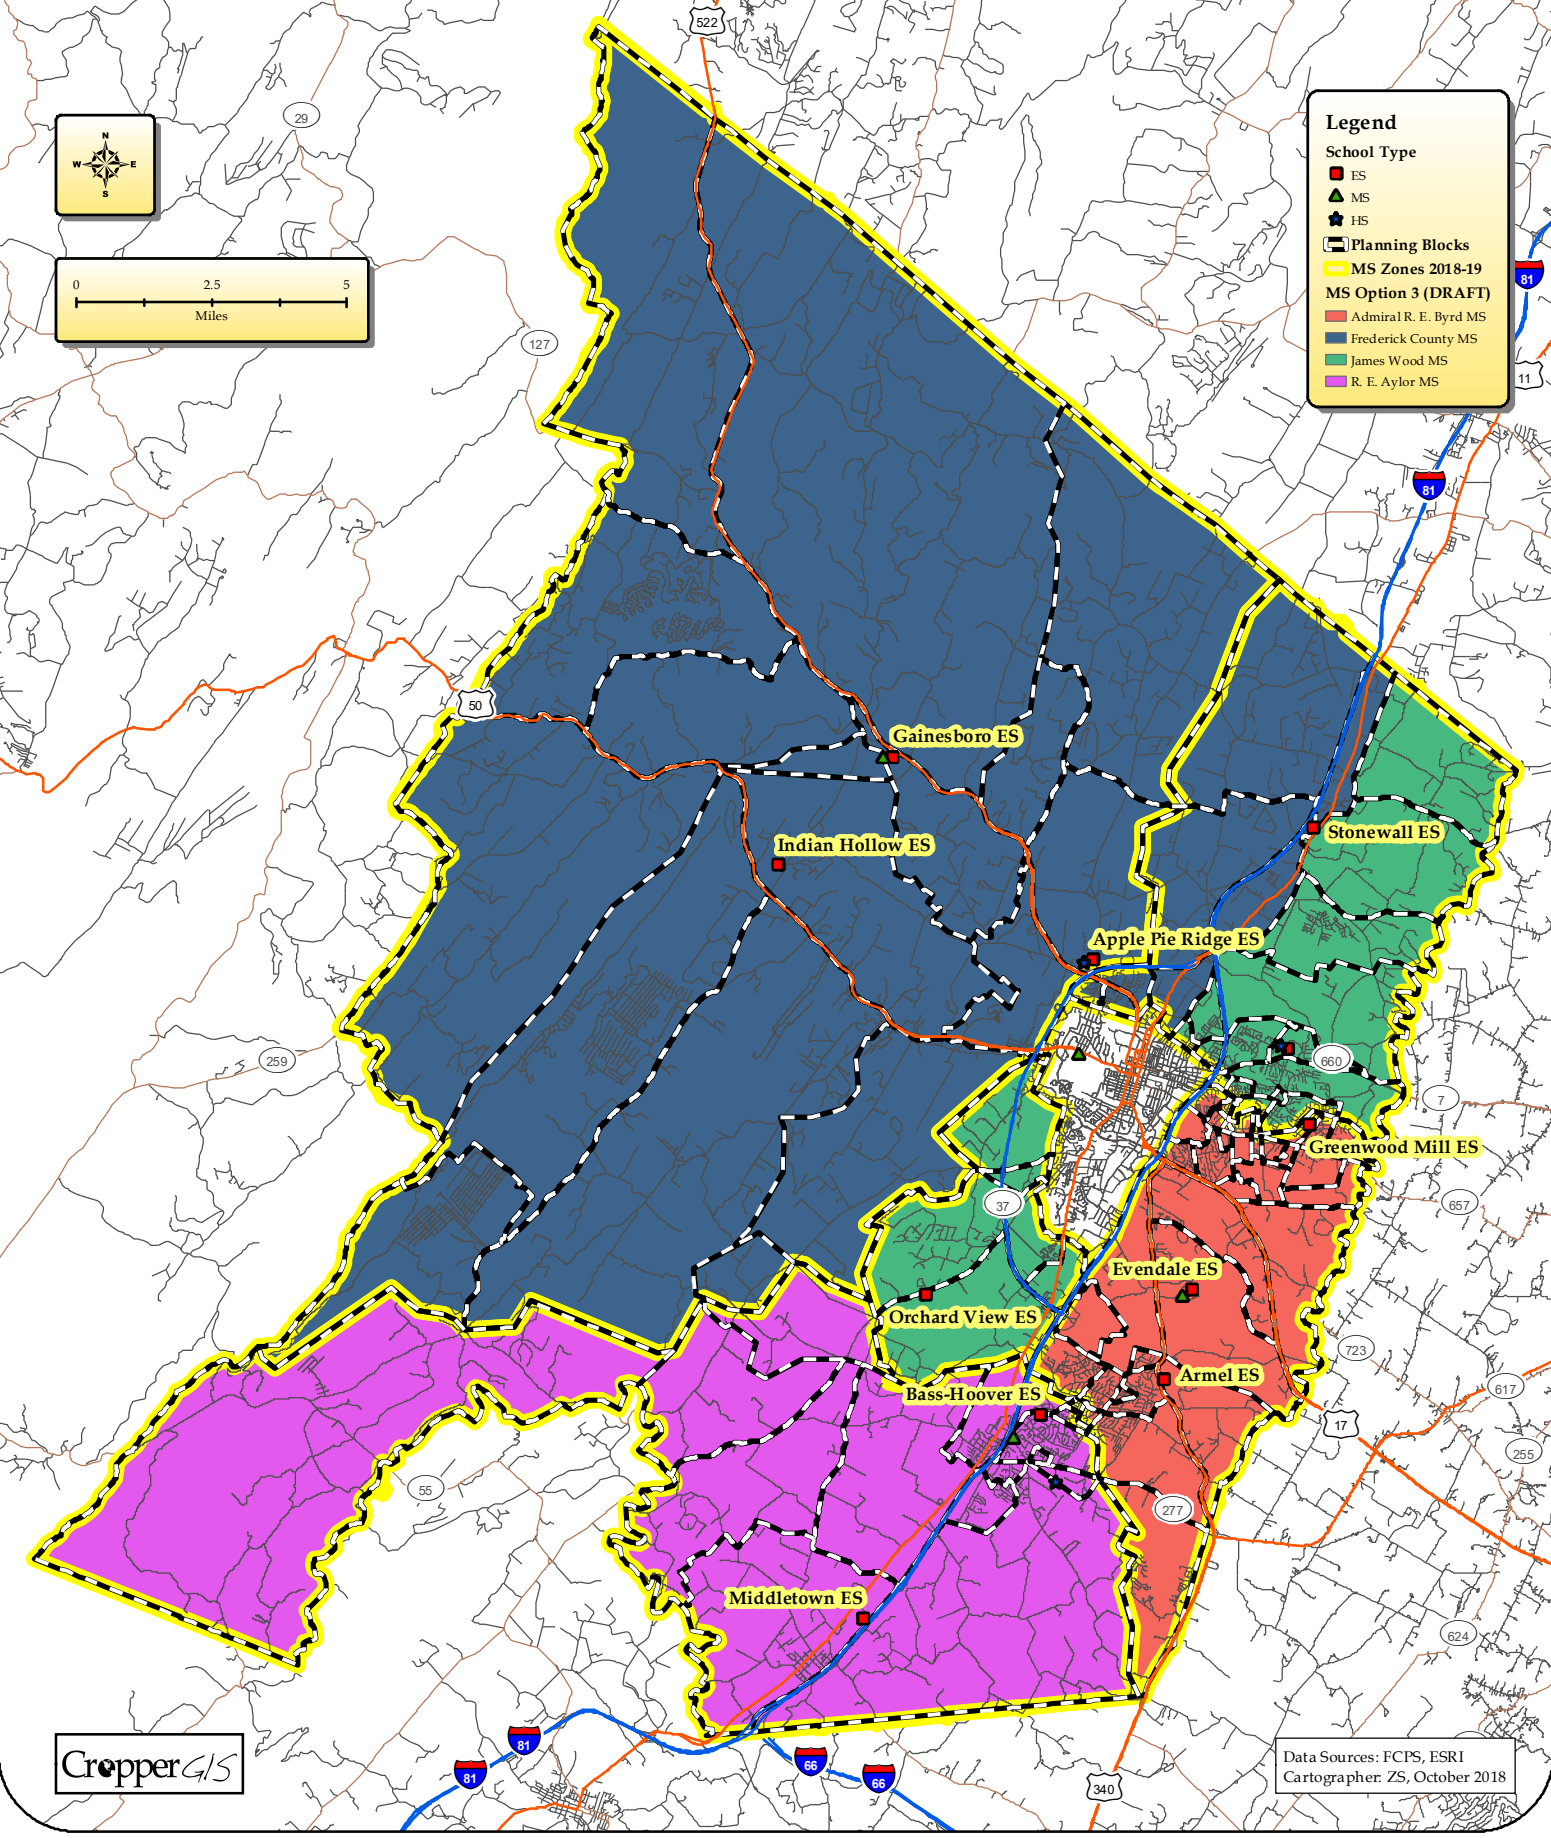 522
29
N
W E
S
0 2.5 5
Miles
127
Legend
School Type
ES
MS
HS
Planning Blocks
MS Zones 2018-19
MS Option 3 (DRAFT)
Admiral R. E. Byrd MS
Frederick County MS
James Wood MS
R. E. Aylor MS
81
11
81
50
Gainesboro ES
Stonewall ES
Indian Hollow ES
Apple Pie Ridge ES
259
660
7
Greenwood Mill ES
37
657
Evendale ES
Orchard View ES
723
Armel ES
617
Bass-Hoover ES
17
255
55
277
Middletown ES
624
81
81
66
66
340
CropperGIS
Data Sources: FCPS, ESRI
Cartographer: ZS, October 2018